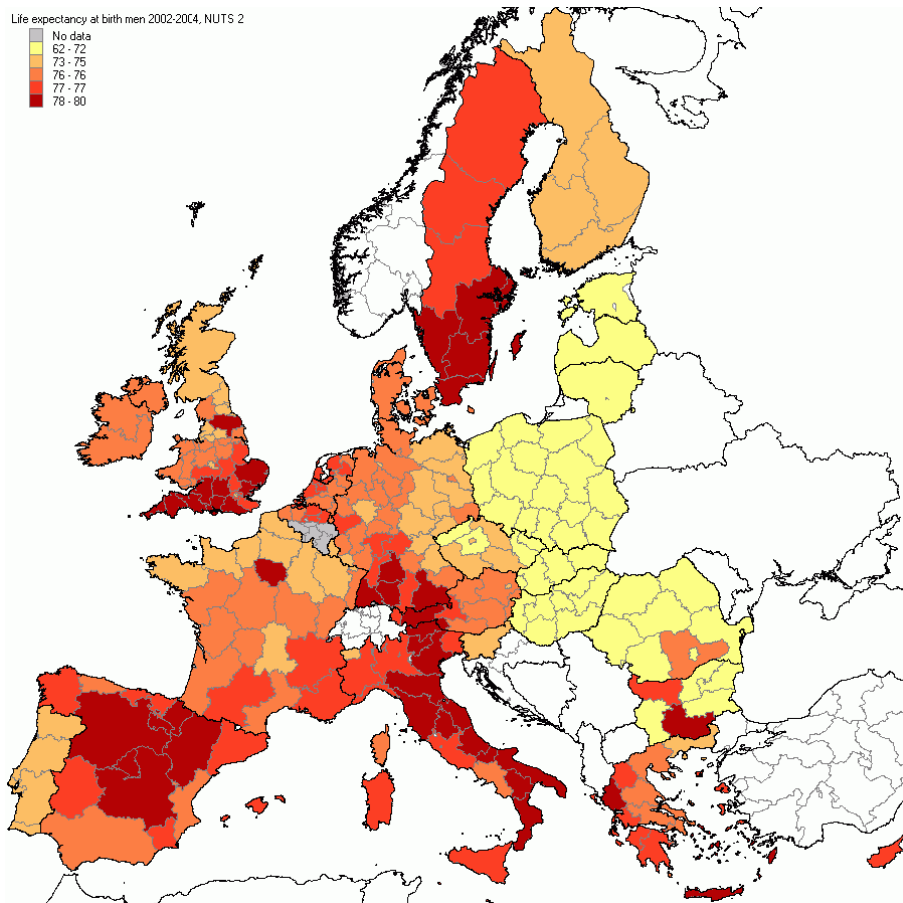 Life expectancy at birth men 2002-2004, NUTS 2
No data
62 - 72
73 - 75
76 - 76
77 - 77
78 - 80